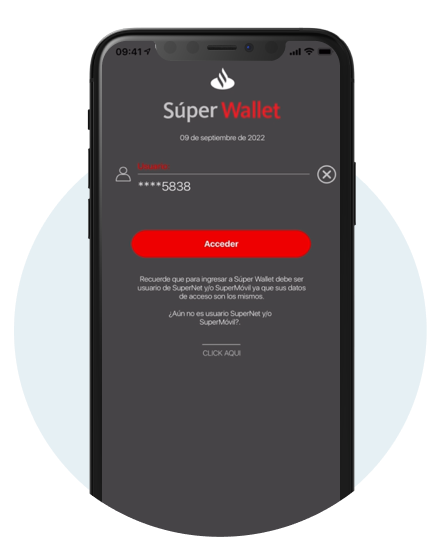 09:41
Súper Wallet
09 de septiembre de 2022
Usuario
****5838
Acceder
Recuerde que para ingresar a Súper Wallet debe ser
usuario de SuperNet y/o SuperMóvil ya que sus datos
de acceso son los mismos.
¿Aún no es usuario SuperNet y/o
SuperMóvil?.
CLICK AQUI